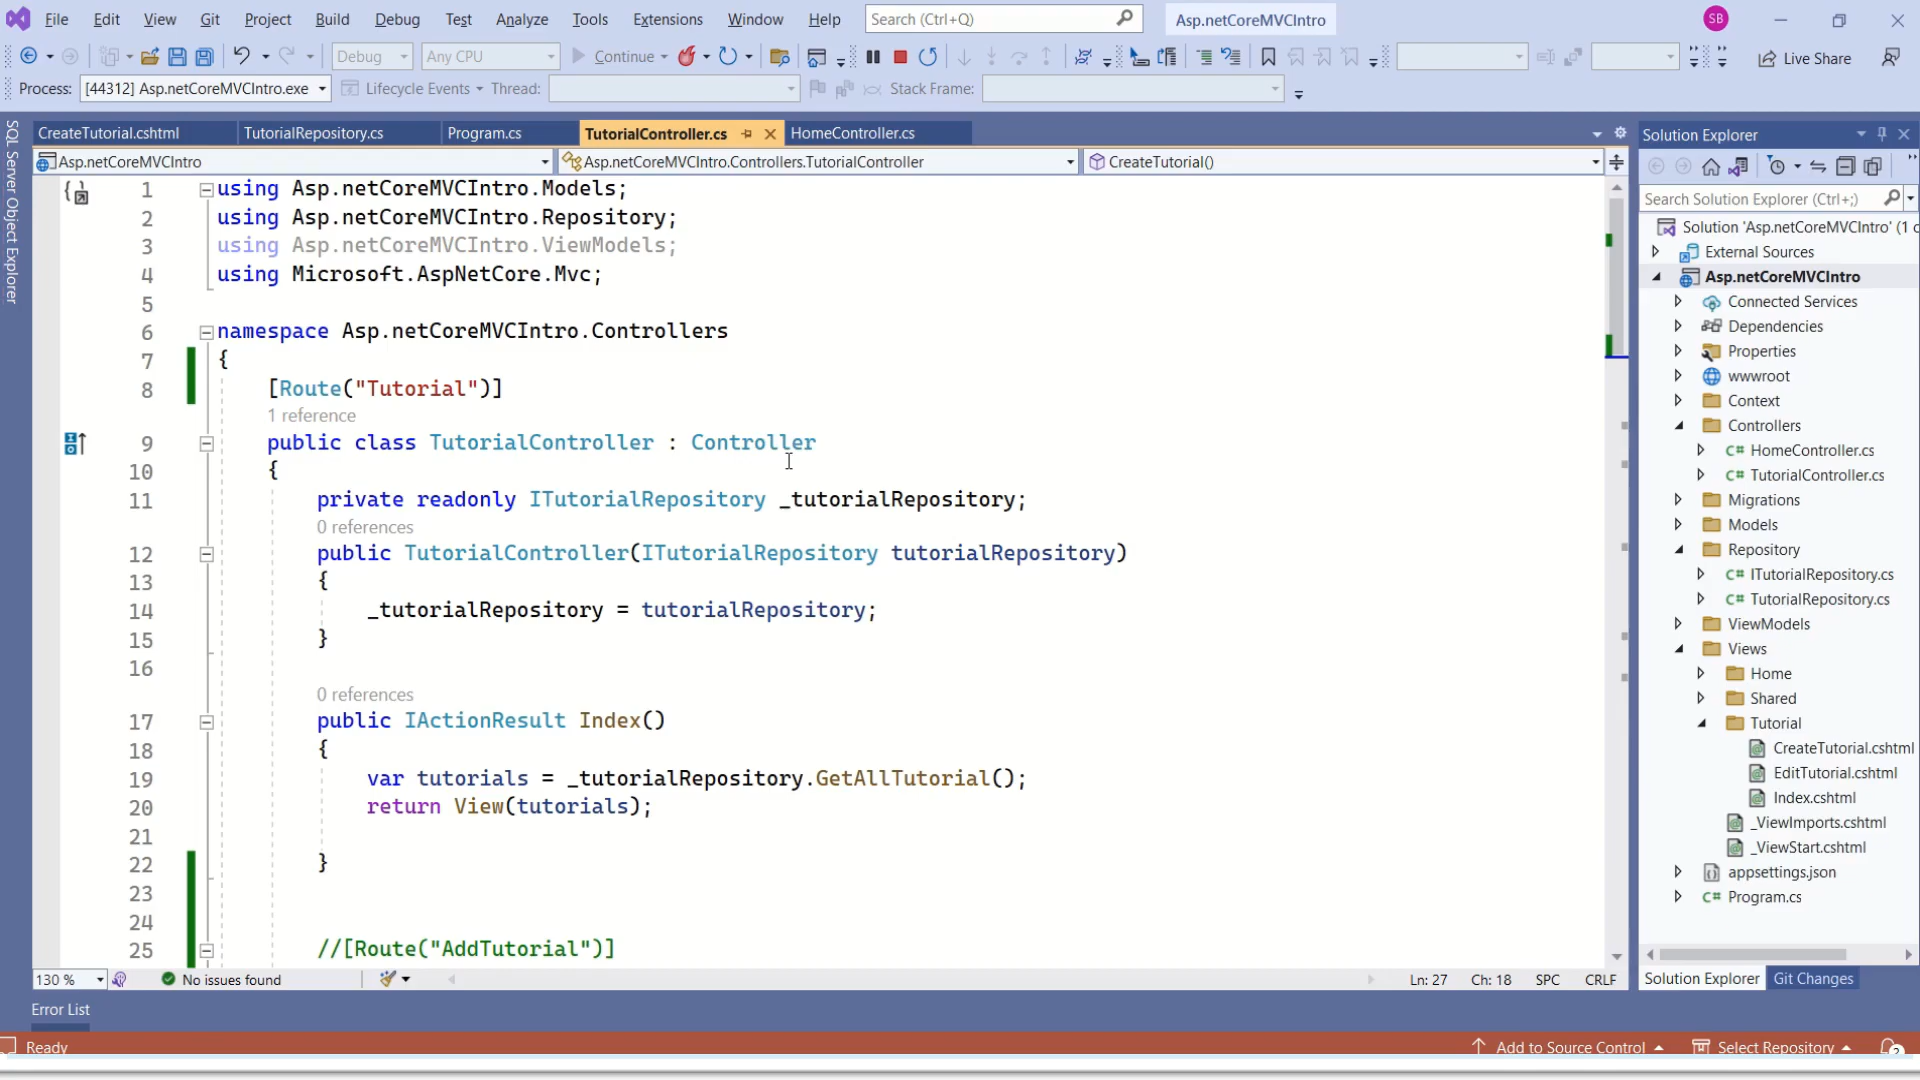 File Edit View Git Project Build Debug Test Analyze Tools Extensions Window Help Search (Ctrl+Q) Asp.netCoreMVCIntro SB
Debug Any CPU Continue Live Share
Process: [44312] Asp.netCoreMVCIntro.exe Lifecycle Events Thread: Stack Frame:
SQL Server Object Explorer
CreateTutorial.cshtml TutorialRepository.cs Program.cs TutorialController.cs HomeController.cs
Asp.netCoreMVCIntro Asp.netCoreMVCIntro.Controllers.TutorialController CreateTutorial()
1 using Asp.netCoreMVCIntro.Models;
2 using Asp.netCoreMVCIntro.Repository;
3 using Asp.netCoreMVCIntro.ViewModels;
4 using Microsoft.AspNetCore.Mvc;
5
6 namespace Asp.netCoreMVCIntro.Controllers
7 {
8 [Route("Tutorial")]
1 reference
9 public class TutorialController : Controller
10 {
11 private readonly ITutorialRepository _tutorialRepository;
0 references
12 public TutorialController(ITutorialRepository tutorialRepository)
13 {
14 _tutorialRepository = tutorialRepository;
15 }
16
0 references
17 public IActionResult Index()
18 {
19 var tutorials = _tutorialRepository.GetAllTutorial();
20 return View(tutorials);
21
22 }
23
24
25 //[Route("AddTutorial")]
130 % No issues found Ln: 27 Ch: 18 SPC CRLF
Solution Explorer
Search Solution Explorer (Ctrl+;)
Solution 'Asp.netCoreMVCIntro' (1 o
External Sources
Asp.netCoreMVCIntro
Connected Services
Dependencies
Properties
wwwroot
Context
Controllers
C# HomeController.cs
C# TutorialController.cs
Migrations
Models
Repository
C# ITutorialRepository.cs
C# TutorialRepository.cs
ViewModels
Views
Home
Shared
Tutorial
CreateTutorial.cshtml
EditTutorial.cshtml
Index.cshtml
_ViewImports.cshtml
_ViewStart.cshtml
appsettings.json
C# Program.cs
Solution Explorer Git Changes
Error List
Ready Add to Source Control Select Repository 2